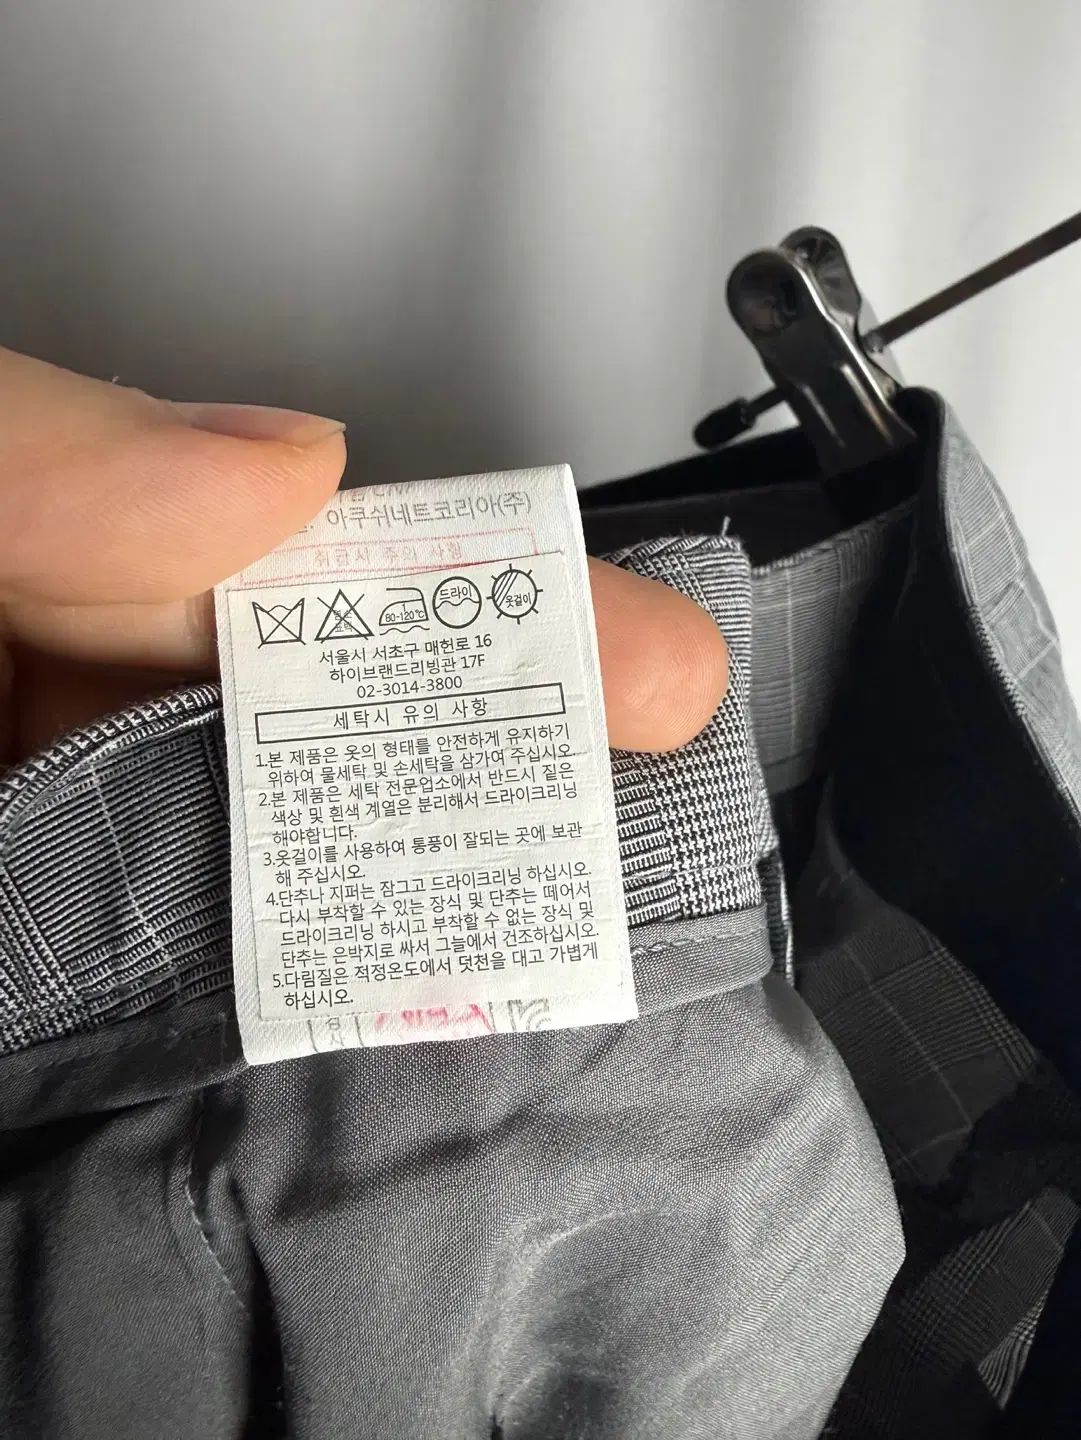 아쿠쉬네트코리아(주)
취급시 주의 사항
80-120℃
드라이
옷걸이
서울시 서초구 매헌로 16
하이브랜드리빙관 17F
02-3014-3800
세탁시 유의 사항
1.본 제품은 옷의 형태를 안전하게 유지하기
위하여 물세탁 및 손세탁을 삼가여 주십시오.
2.본 제품은 세탁 전문업소에서 반드시 짙은
색상 및 흰색 계열은 분리해서 드라이크리닝
해야합니다.
3.옷걸이를 사용하여 통풍이 잘되는 곳에 보관
해 주십시오.
4.단추나 지퍼는 잠그고 드라이크리닝 하십시오.
다시 부착할 수 있는 장식 및 단추는 떼어서
드라이크리닝 하시고 부착할 수 없는 장식 및
단추는 은박지로 싸서 그늘에서 건조하십시오.
5.다림질은 적정온도에서 덧천을 대고 가볍게
하십시오.